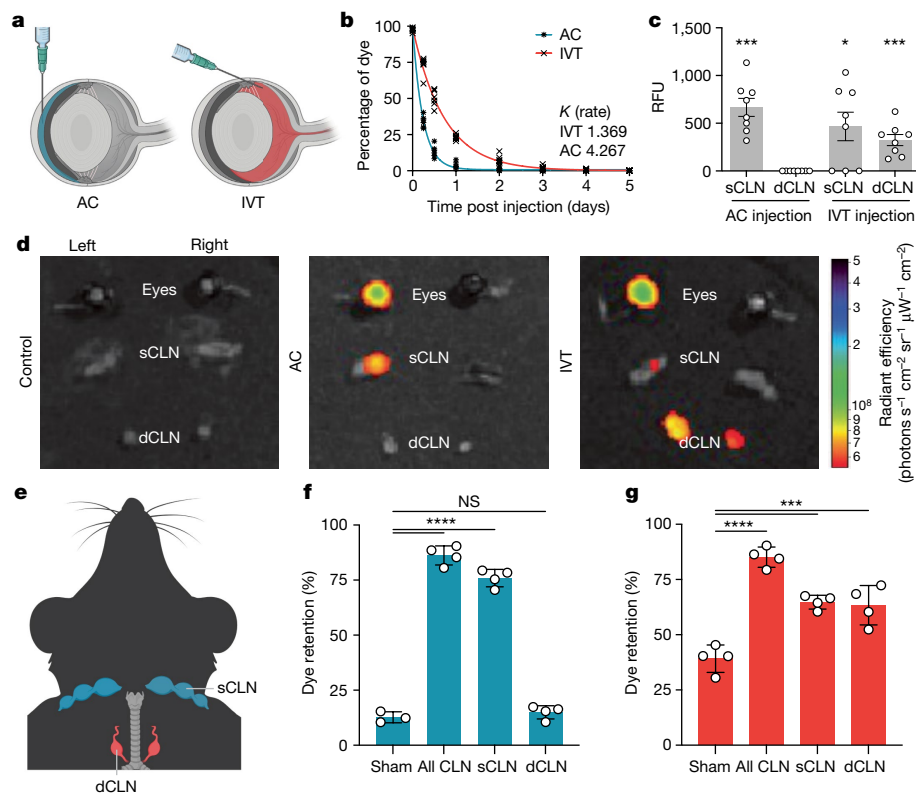 a
AC
IVT
b
Percentage of dye
100
75
50
25
0
0 1 2 3 4 5
Time post injection (days)
AC
IVT
K (rate)
IVT 1.369
AC 4.267
c
RFU
1,500
1,000
500
0
*** * ***
sCLN dCLN sCLN dCLN
AC injection IVT injection
d
Left Right
Control
Eyes
sCLN
dCLN
AC
Eyes
sCLN
dCLN
IVT
Eyes
sCLN
dCLN
5
4
3
2
10⁸
9
8
7
6
Radiant efficiency
(photons s⁻¹ cm⁻² sr⁻¹ µW⁻¹ cm⁻²)
e
sCLN
dCLN
f
NS
****
Dye retention (%)
100
75
50
25
0
Sham All CLN sCLN dCLN
g
***
****
Dye retention (%)
100
75
50
25
0
Sham All CLN sCLN dCLN